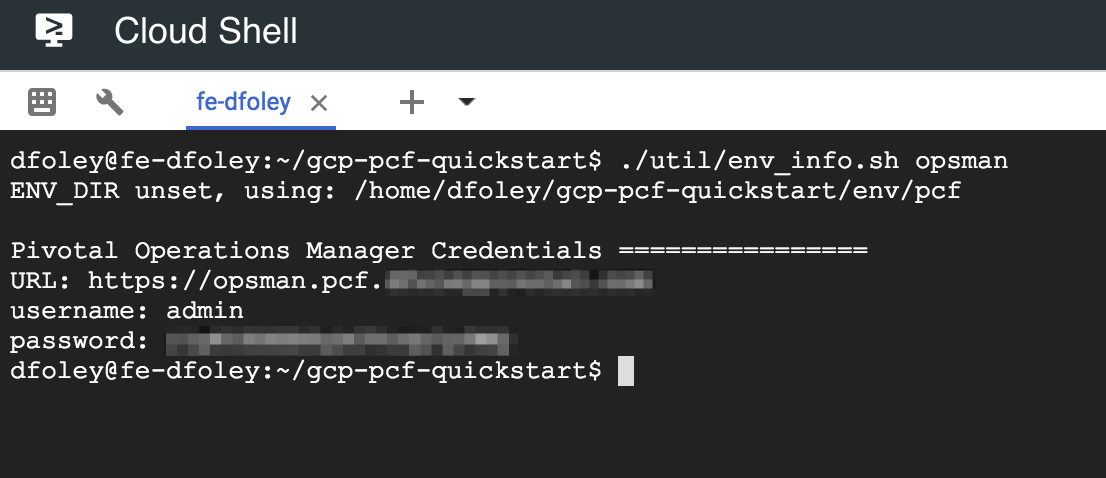 Cloud Shell
fe-dfoley
dfoley@fe-dfoley:~/gcp-pcf-quickstart$ ./util/env_info.sh opsman
ENV_DIR unset, using: /home/dfoley/gcp-pcf-quickstart/env/pcf
Pivotal Operations Manager Credentials ================
URL: https://opsman.pcf.
username: admin
password:
dfoley@fe-dfoley:~/gcp-pcf-quickstart$